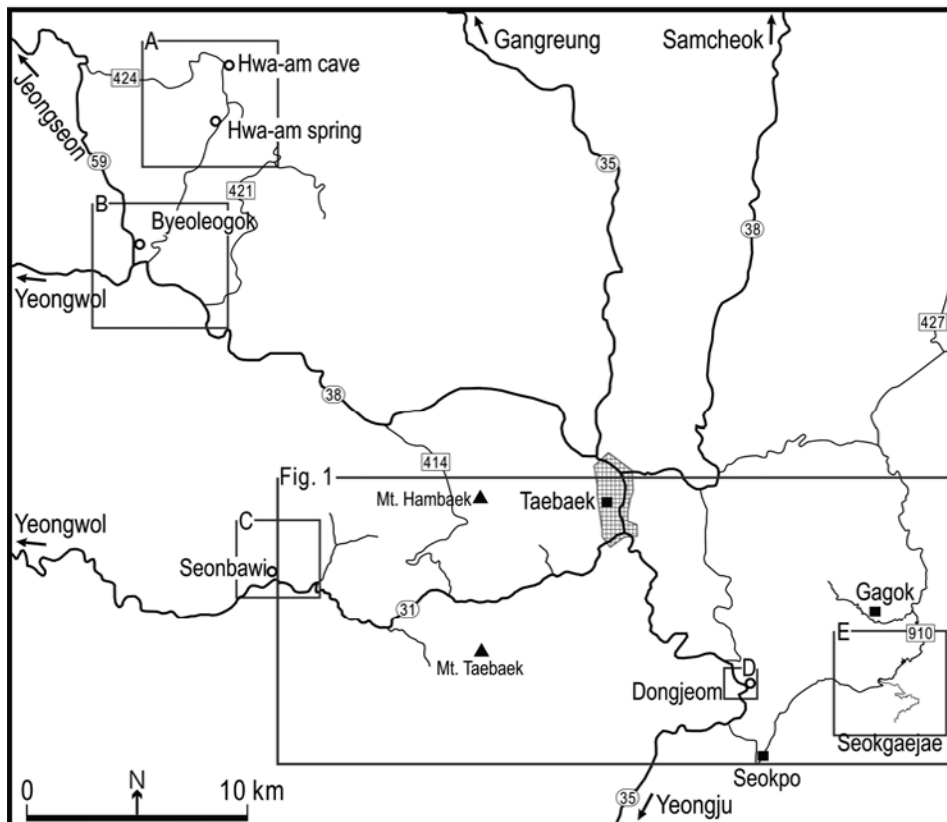 Gangreung
Samcheok
A
Hwa-am cave
424
Jeongseon
Hwa-am spring
59
35
421
B
Byeoleogok
38
Yeongwol
427
38
414
Fig. 1
Mt. Hambaek
Taebaek
Yeongwol
C
Seonbawi
Gagok
31
E
910
Mt. Taebaek
D
Dongjeom
Seokgaejae
Seokpo
0
N
10 km
35
Yeongju